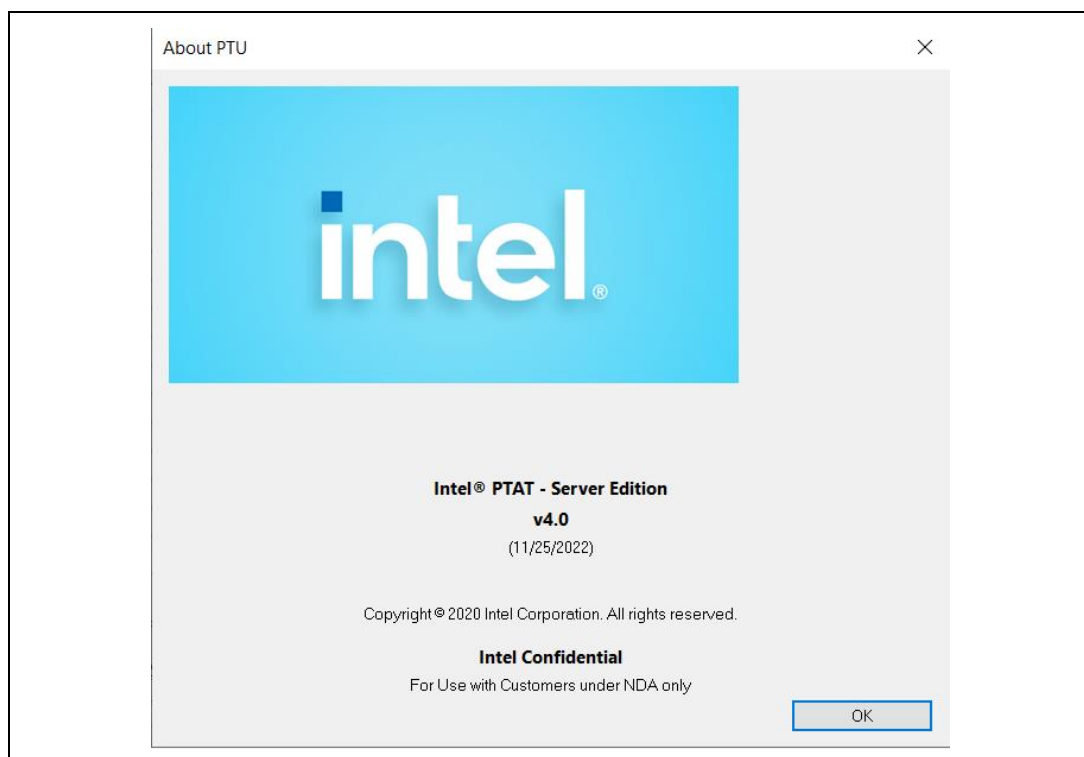 About PTU
intel®
Intel® PTAT - Server Edition
v4.0
(11/25/2022)
Copyright © 2020 Intel Corporation. All rights reserved.
Intel Confidential
For Use with Customers under NDA only
OK